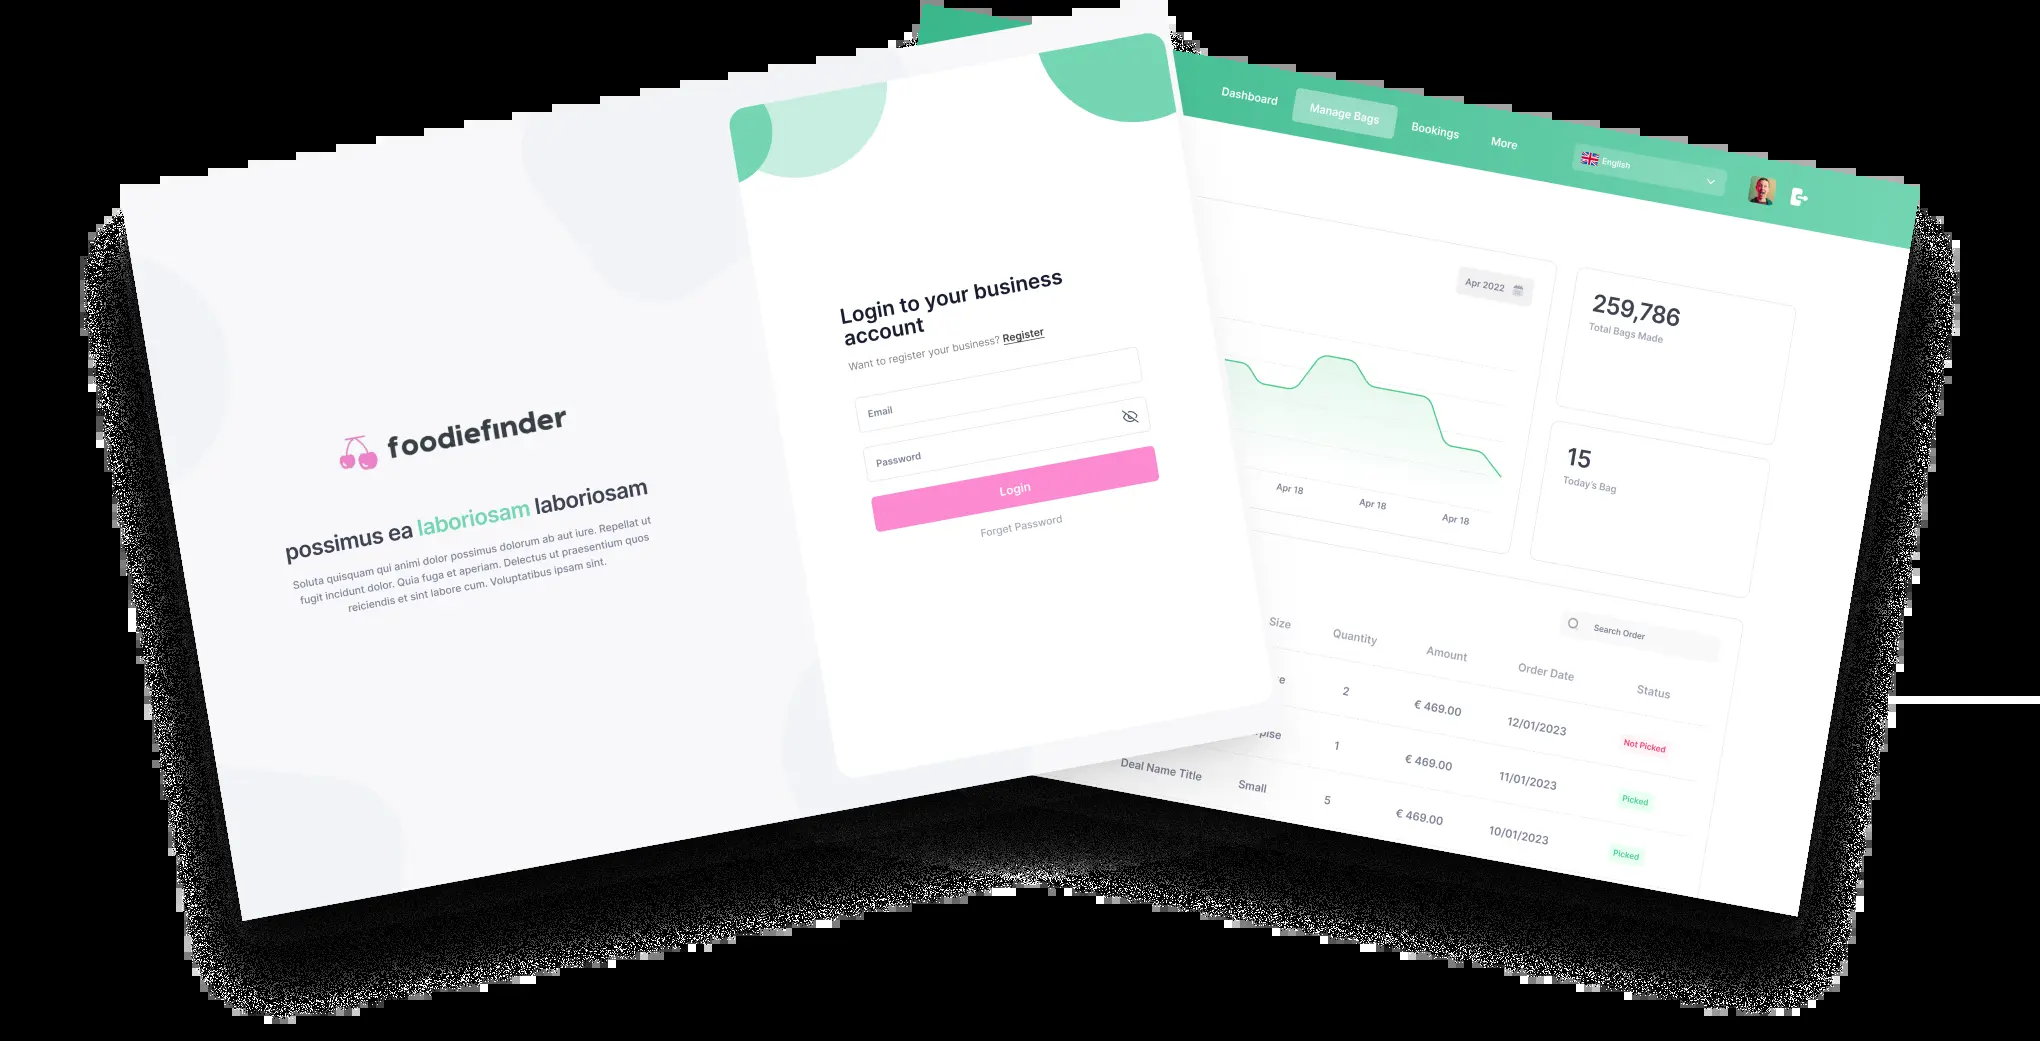 foodiefinder
possimus ea laboriosam laboriosam
Soluta quisquam qui animi dolor possimus dolorum ab aut iure. Repellat ut
fugit incidunt dolor. Quia fuga et aperiam. Delectus ut praesentium quos
reiciendis et sint labore cum. Voluptatibus ipsam sint.
Login to your business
account
Want to register your business? Register
Email
Password
Login
Forget Password
Dashboard
Manage Bags
Bookings
More
English
Apr 2022
259,786
Total Bags Made
15
Today's Bag
Apr 18
Apr 18
Apr 18
Search Order
Size Quantity Amount Order Date Status
2 € 469.00 12/01/2023 Not Picked
1 € 469.00 11/01/2023 Picked
Deal Name Title Small 5 € 469.00 10/01/2023 Picked